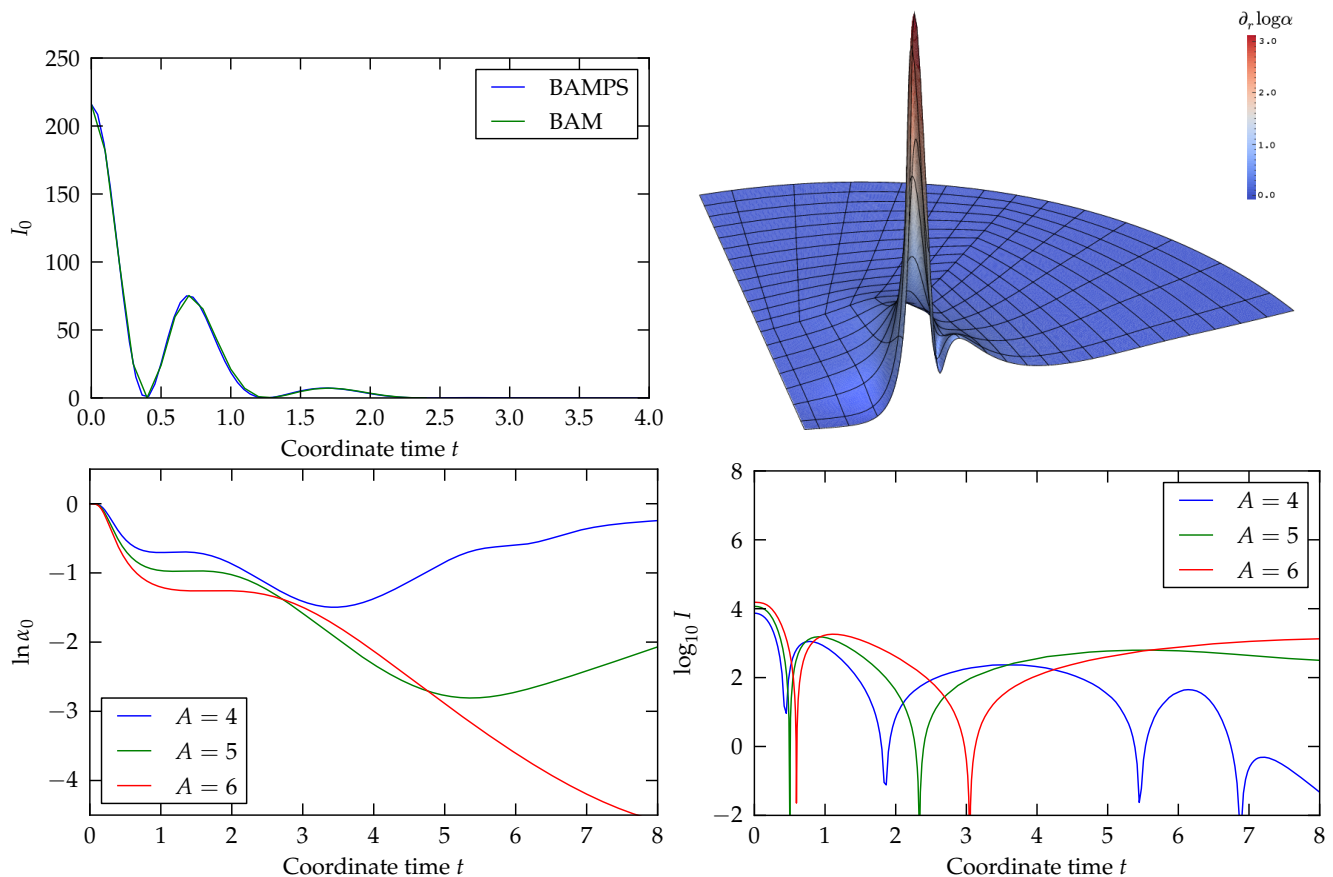 250
200
150
100
50
0
I₀
0.0 0.5 1.0 1.5 2.0 2.5 3.0 3.5 4.0
Coordinate time t
BAMPS
BAM
∂ᵣ logα
3.0
2.0
1.0
0.0
0
−1
−2
−3
−4
ln α₀
0 1 2 3 4 5 6 7 8
Coordinate time t
A = 4
A = 5
A = 6
8
6
4
2
0
−2
log₁₀ I
0 1 2 3 4 5 6 7 8
Coordinate time t
A = 4
A = 5
A = 6